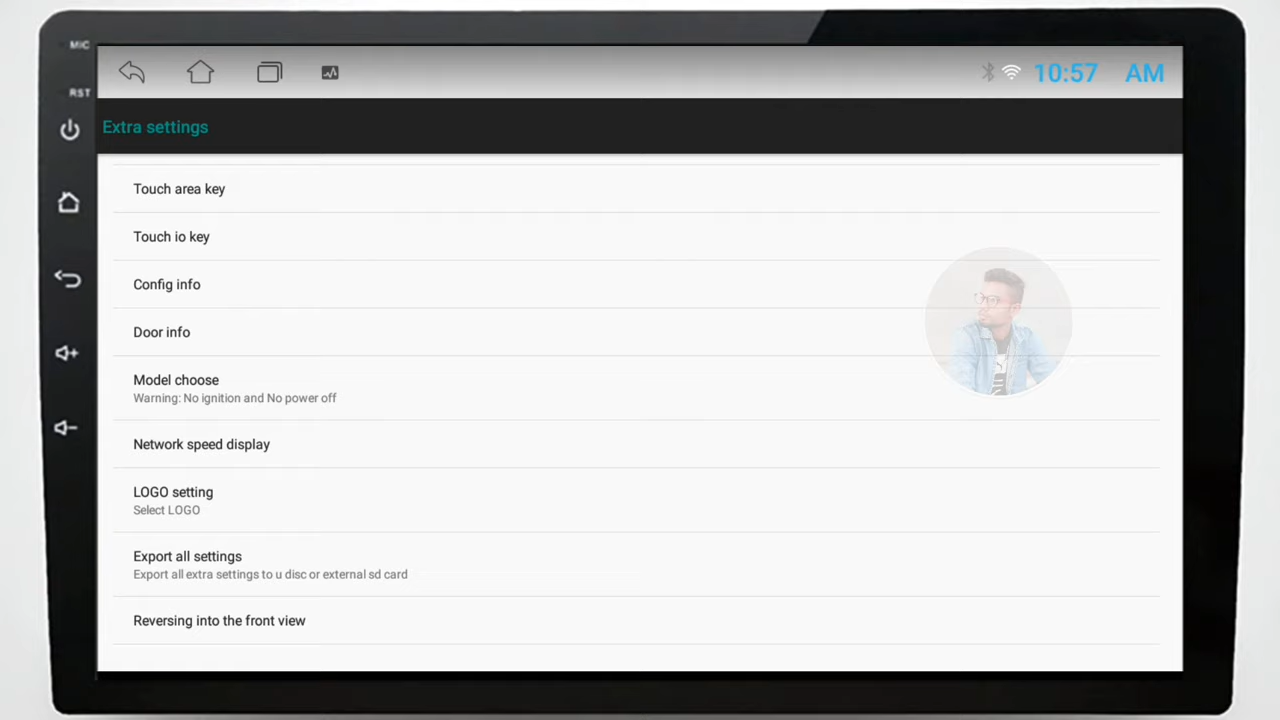 MIC
10:57 AM
RST
Extra settings
Touch area key
Touch io key
Config info
Door info
Model choose
Warning: No ignition and No power off
Network speed display
LOGO setting
Select LOGO
Export all settings
Export all extra settings to u disc or external sd card
Reversing into the front view